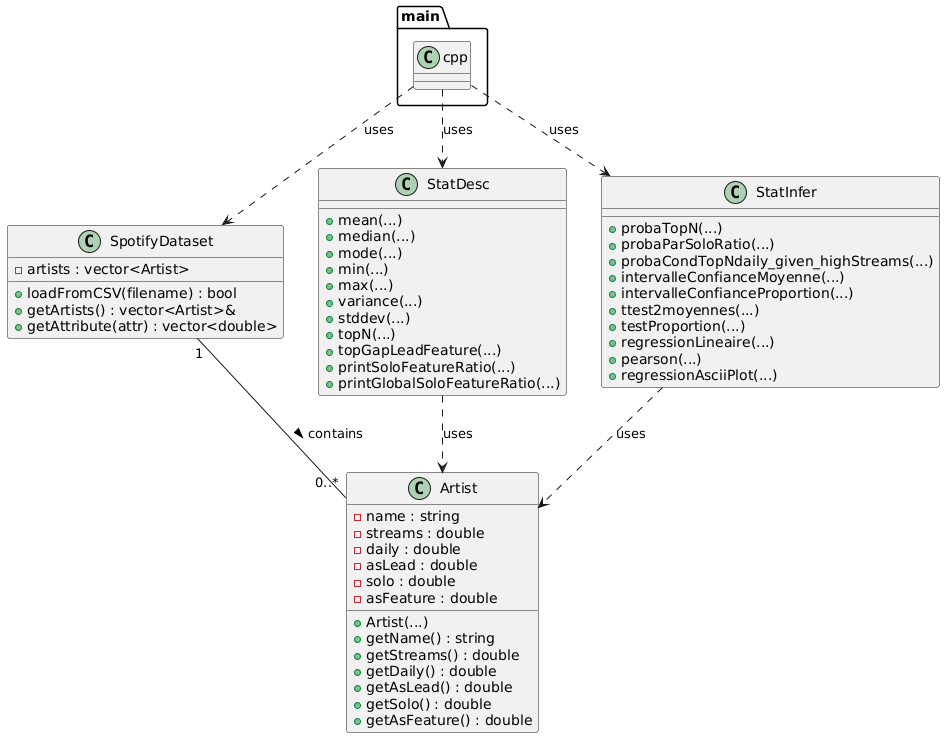 main
C cpp
uses
uses
uses
C SpotifyDataset
artists : vector<Artist>
loadFromCSV(filename) : bool
getArtists() : vector<Artist>&
getAttribute(attr) : vector<double>
C StatDesc
mean(...)
median(...)
mode(...)
min(...)
max(...)
variance(...)
stddev(...)
topN(...)
topGapLeadFeature(...)
printSoloFeatureRatio(...)
printGlobalSoloFeatureRatio(...)
C StatInfer
probaTopN(...)
probaParSoloRatio(...)
probaCondTopNdaily_given_highStreams(...)
intervalleConfianceMoyenne(...)
intervalleConfianceProportion(...)
ttest2moyennes(...)
testProportion(...)
regressionLineaire(...)
pearson(...)
regressionAsciiPlot(...)
1
contains
0..*
uses
uses
C Artist
name : string
streams : double
daily : double
asLead : double
solo : double
asFeature : double
Artist(...)
getName() : string
getStreams() : double
getDaily() : double
getAsLead() : double
getSolo() : double
getAsFeature() : double